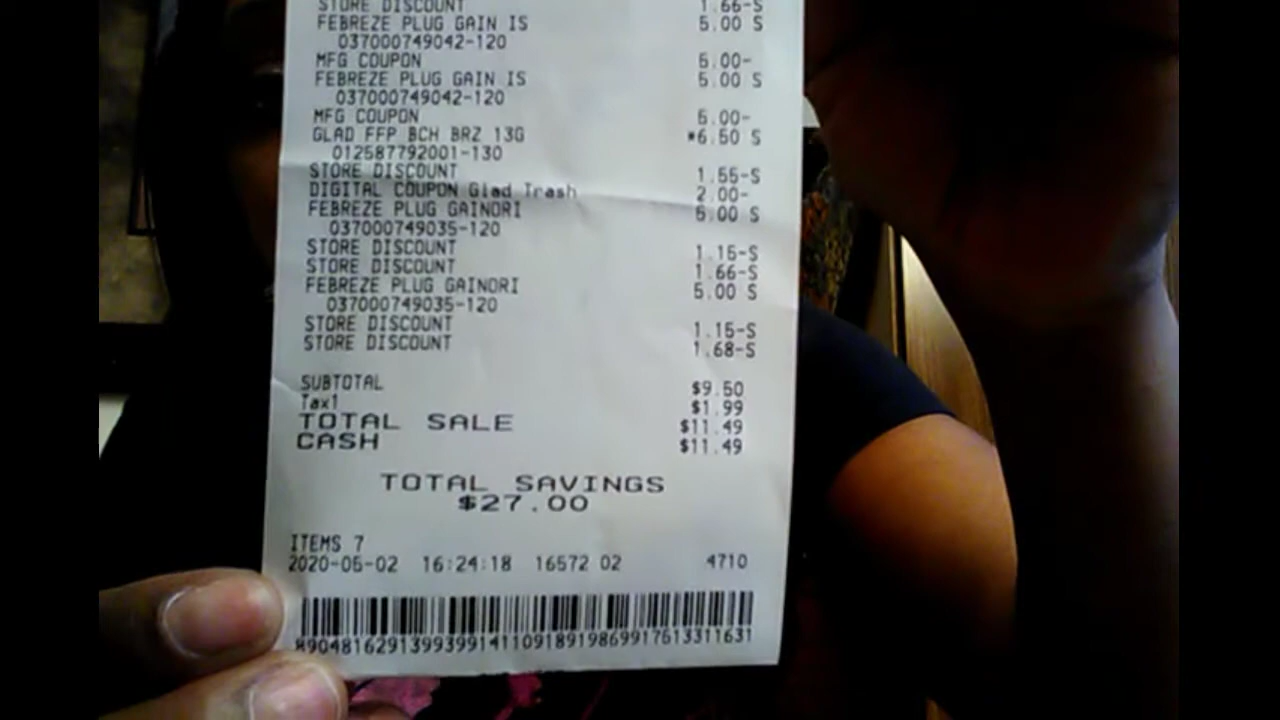 STORE DISCOUNT 1.66-S
FEBREZE PLUG GAIN IS 5.00 S
037000749042-120
MFG COUPON 5.00-
FEBREZE PLUG GAIN IS 5.00 S
037000749042-120
MFG COUPON 5.00-
GLAD FFP BCH BRZ 13G *6.50 S
012587792001-130
STORE DISCOUNT 1.55-S
DIGITAL COUPON Glad Trash 2.00-
FEBREZE PLUG GAINORI 5.00 S
037000749035-120
STORE DISCOUNT 1.15-S
STORE DISCOUNT 1.66-S
FEBREZE PLUG GAINORI 5.00 S
037000749035-120
STORE DISCOUNT 1.15-S
STORE DISCOUNT 1.68-S
SUBTOTAL $9.50
Tax1 $1.99
TOTAL SALE $11.49
CASH $11.49
TOTAL SAVINGS
$27.00
ITEMS 7
2020-05-02 16:24:18 16572 02 4710